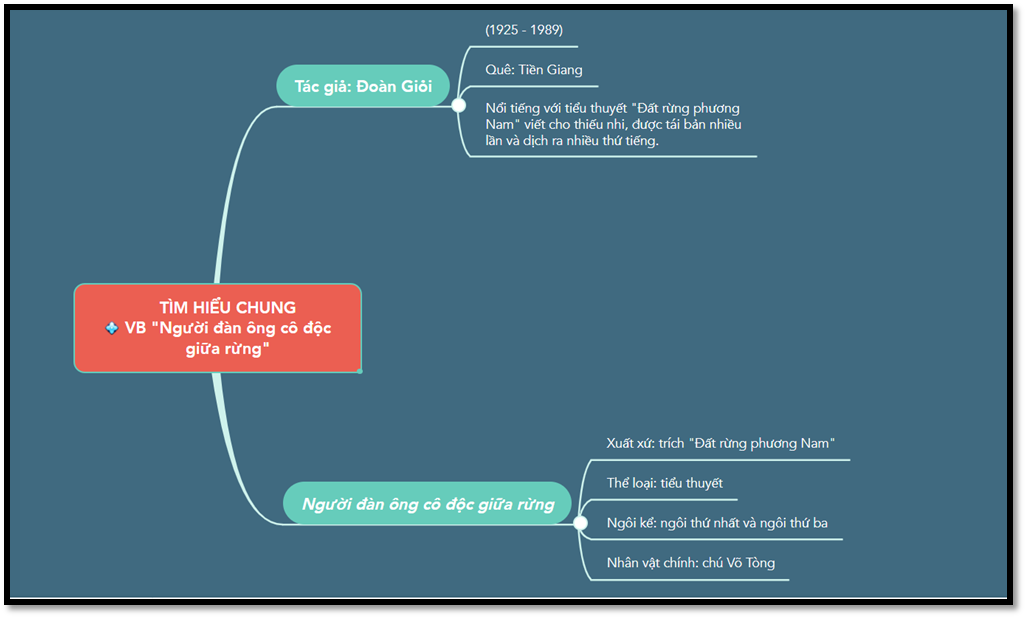 (1925 - 1989)
Tác giả: Đoàn Giỏi
Quê: Tiền Giang
Nổi tiếng với tiểu thuyết "Đất rừng phương
Nam" viết cho thiếu nhi, được tái bản nhiều
lần và dịch ra nhiều thứ tiếng.
TÌM HIỂU CHUNG
VB "Người đàn ông cô độc
giữa rừng"
Người đàn ông cô độc giữa rừng
Xuất xứ: trích "Đất rừng phương Nam"
Thể loại: tiểu thuyết
Ngôi kể: ngôi thứ nhất và ngôi thứ ba
Nhân vật chính: chú Võ Tòng